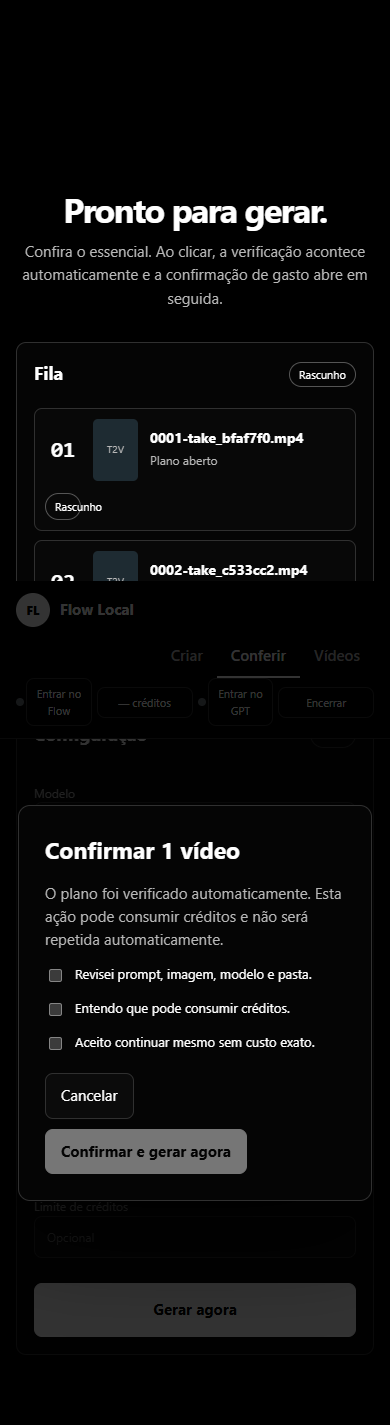 Pronto para gerar.
Confira o essencial. Ao clicar, a verificação acontece
automaticamente e a confirmação de gasto abre em
seguida.
Fila
Rascunho
01
T2V
0001-take_bfaf7f0.mp4
Plano aberto
Rascunho
02
T2V
0002-take_c533cc2.mp4
FL
Flow Local
Criar
Conferir
Vídeos
Entrar no
Flow
— créditos
Entrar no
GPT
Encerrar
Configuração
Modelo
Confirmar 1 vídeo
O plano foi verificado automaticamente. Esta
ação pode consumir créditos e não será
repetida automaticamente.
Revisei prompt, imagem, modelo e pasta.
Entendo que pode consumir créditos.
Aceito continuar mesmo sem custo exato.
Cancelar
Confirmar e gerar agora
Limite de créditos
Opcional
Gerar agora